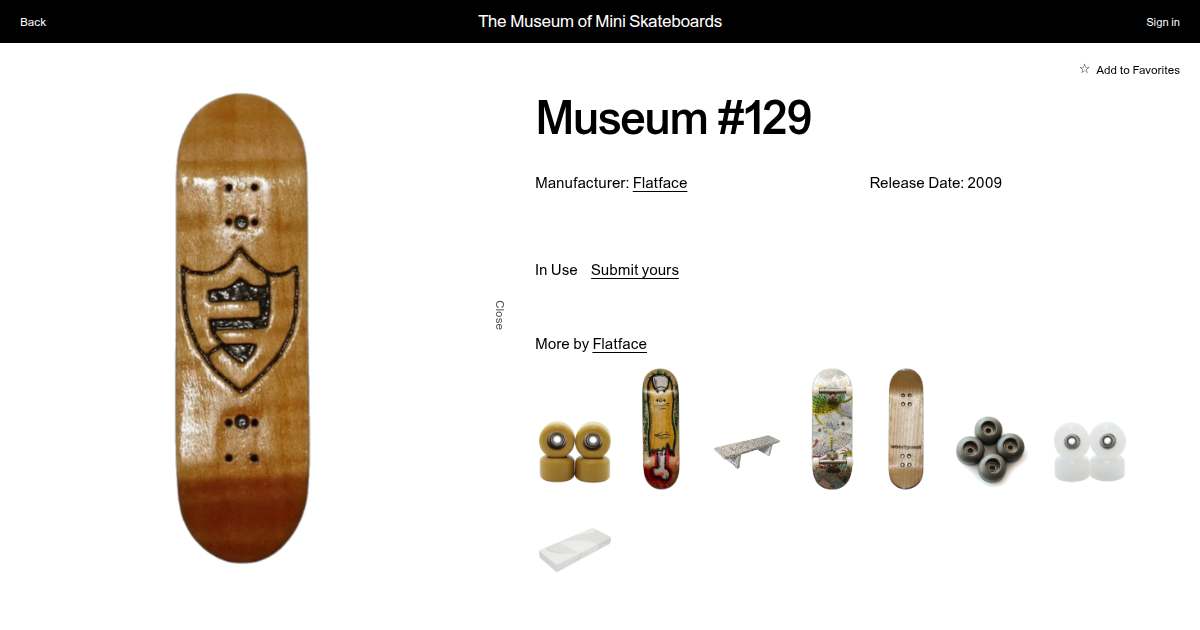 Back
The Museum of Mini Skateboards
Sign in
☆ Add to Favorites
Museum #129
Manufacturer: Flatface
Release Date: 2009
In Use Submit yours
Close
More by Flatface